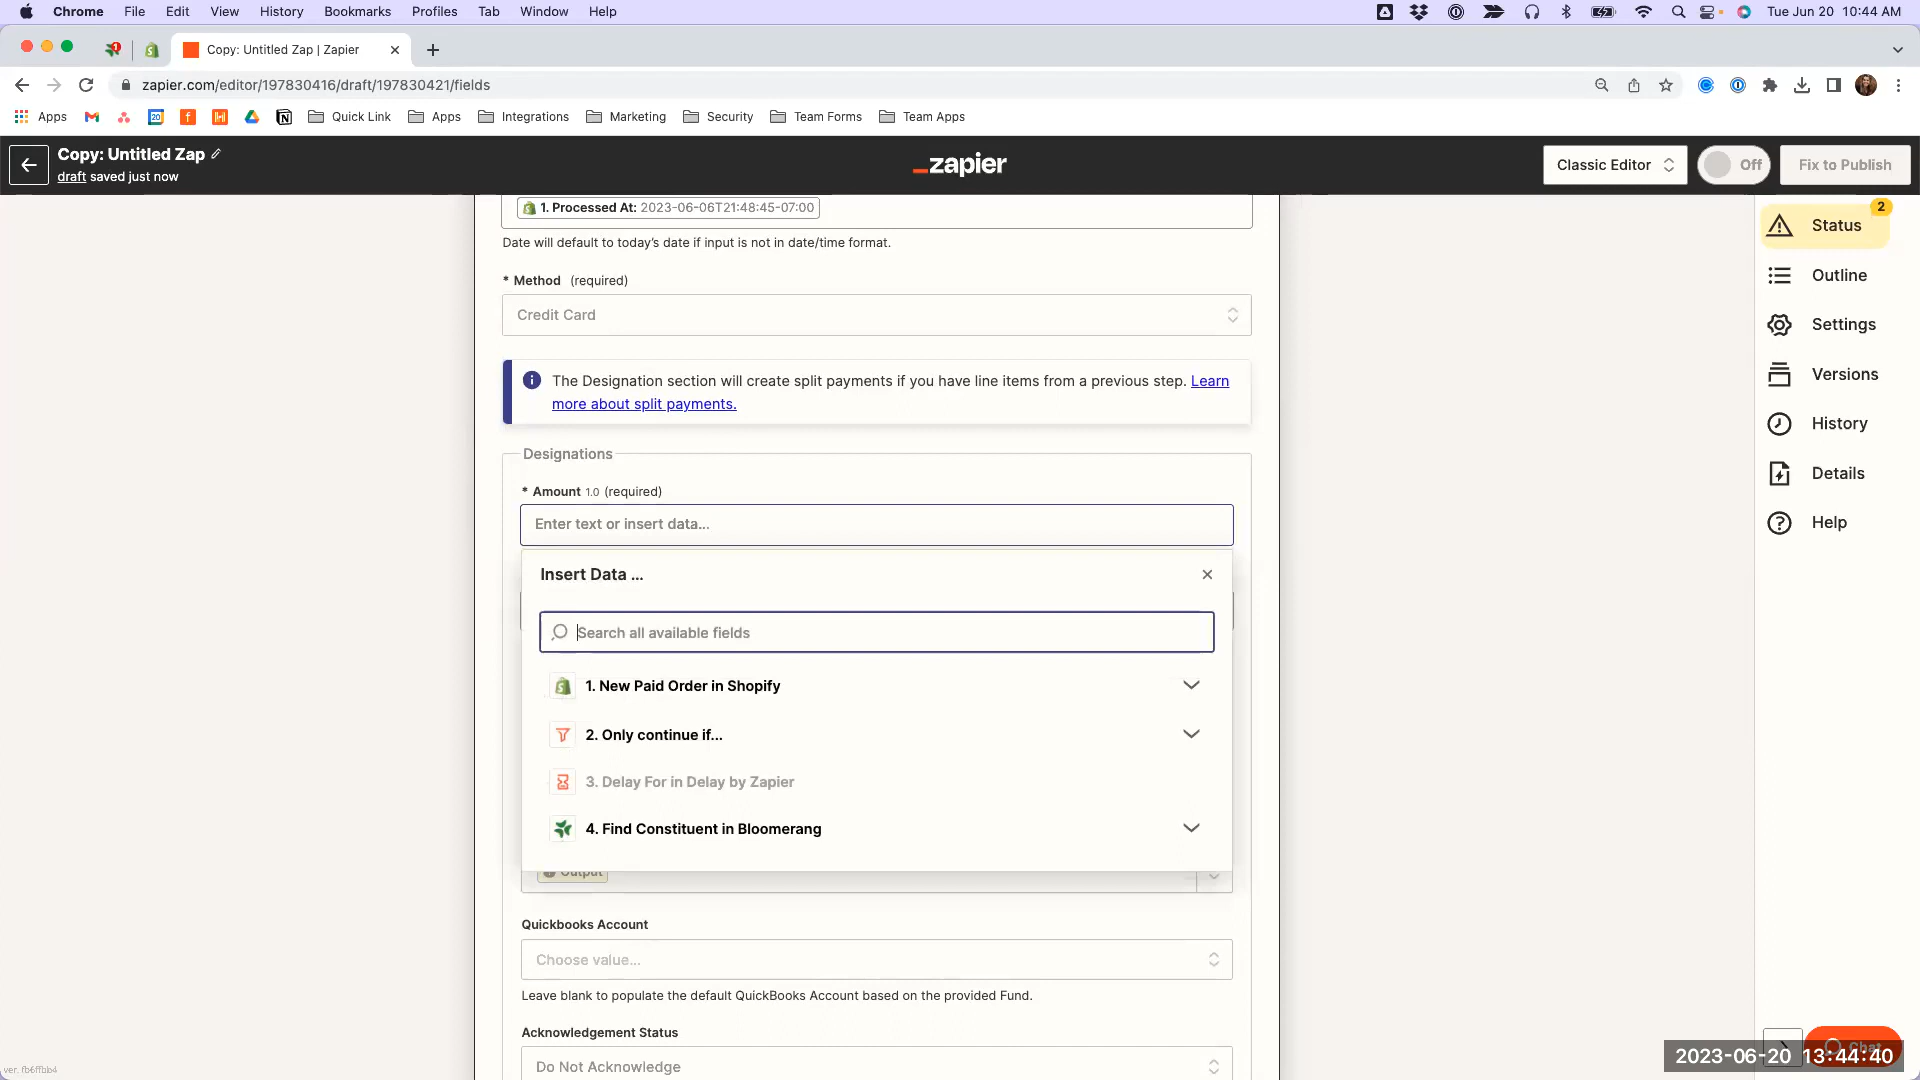 Chrome File Edit View History Bookmarks Profiles Tab Window Help Tue Jun 20 10:44 AM
1 Copy: Untitled Zap | Zapier
zapier.com/editor/197830416/draft/197830421/fields
Apps 20 Quick Link Apps Integrations Marketing Security Team Forms Team Apps
Copy: Untitled Zap
draft saved just now
_zapier
Classic Editor Off Fix to Publish
1. Processed At: 2023-06-06T21:48:45-07:00
Date will default to today's date if input is not in date/time format.
* Method (required)
Credit Card
The Designation section will create split payments if you have line items from a previous step. Learn
more about split payments.
Designations
* Amount 1.0 (required)
Enter text or insert data...
Insert Data ...
Search all available fields
1. New Paid Order in Shopify
2. Only continue if...
3. Delay For in Delay by Zapier
4. Find Constituent in Bloomerang
Output
Quickbooks Account
Choose value...
Leave blank to populate the default QuickBooks Account based on the provided Fund.
Acknowledgement Status
Do Not Acknowledge
2
Status
Outline
Settings
Versions
History
Details
Help
Chat
2023-06-20 13:44:40
ver. fb6ffbb4